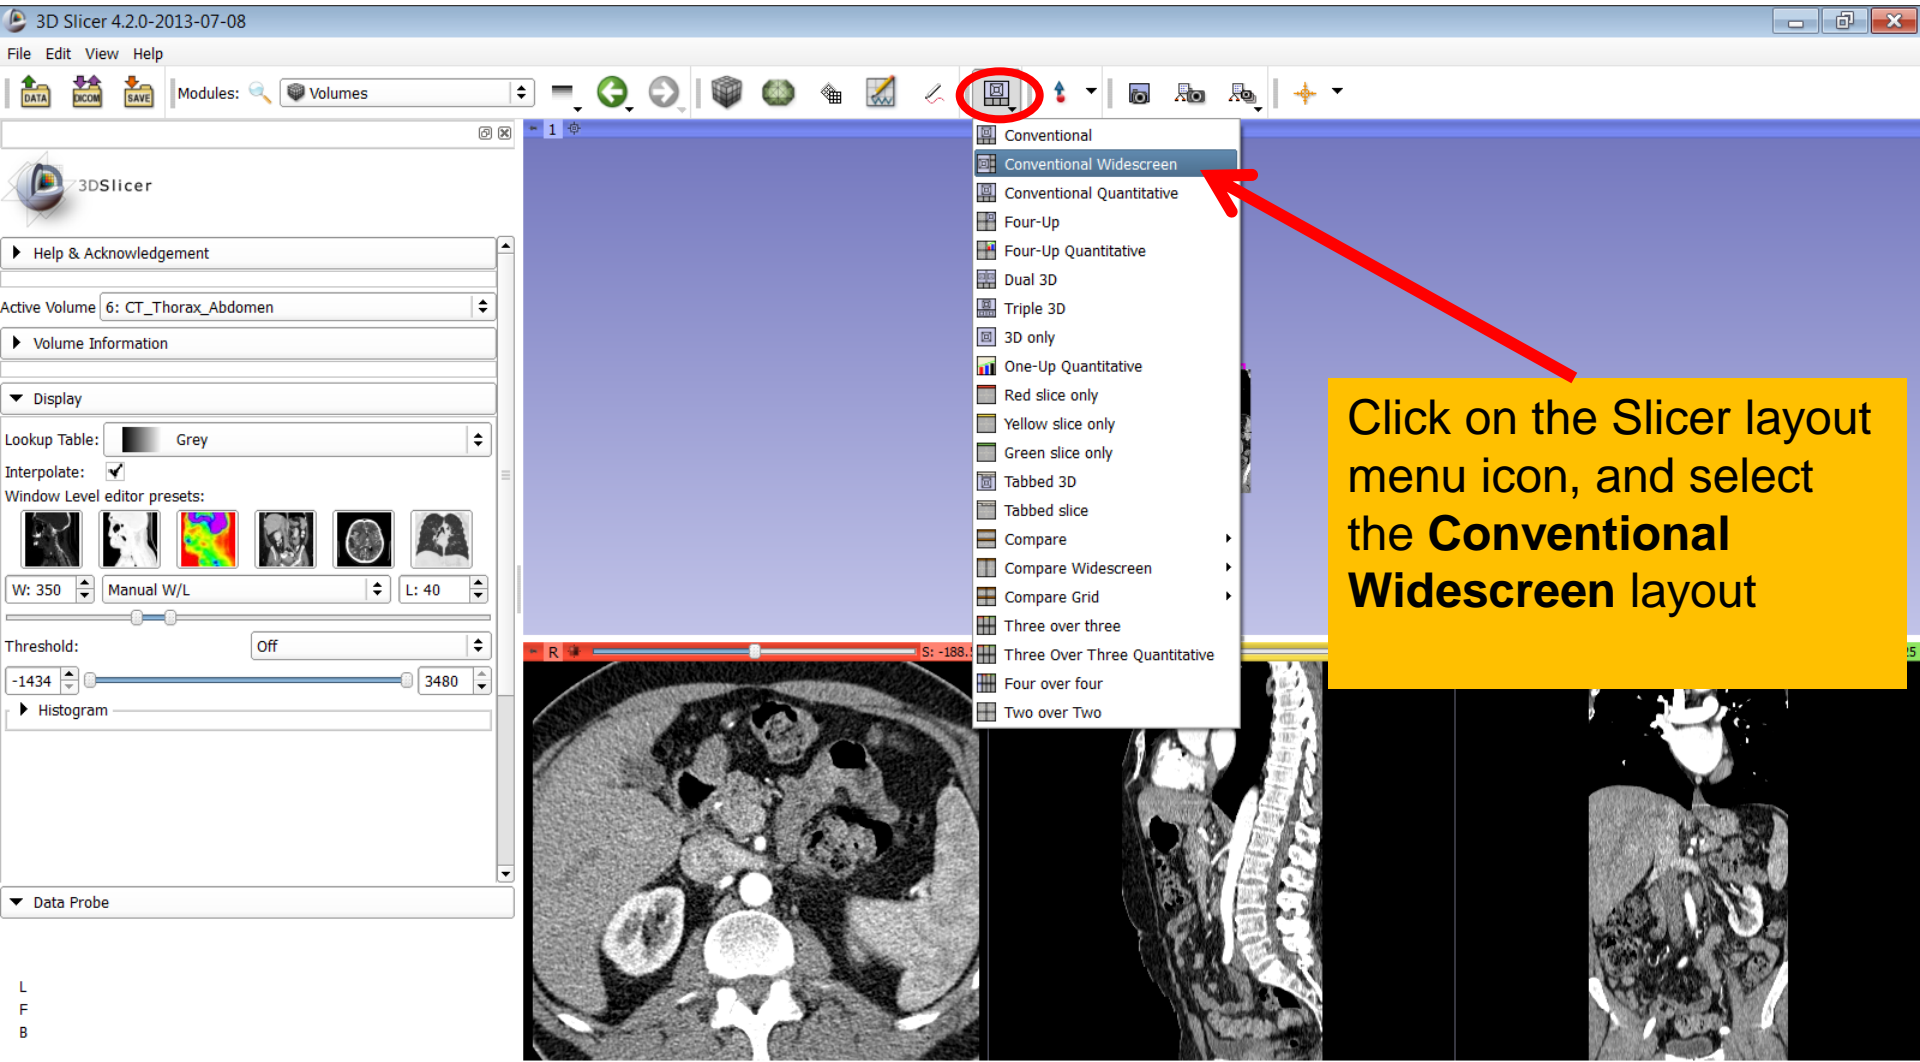 3D Slicer 4.2.0-2013-07-08
File Edit View Help
DATA DICOM SAVE Modules: Volumes
1
3DSlicer
Help & Acknowledgement
Active Volume 6: CT_Thorax_Abdomen
Volume Information
Display
Lookup Table: Grey
Interpolate:
Window Level editor presets:
W: 350 Manual W/L L: 40
Threshold: Off
-1434 3480
Histogram
Data Probe
L
F
B
Conventional
Conventional Widescreen
Conventional Quantitative
Four-Up
Four-Up Quantitative
Dual 3D
Triple 3D
3D only
One-Up Quantitative
Red slice only
Yellow slice only
Green slice only
Tabbed 3D
Tabbed slice
Compare
Compare Widescreen
Compare Grid
Three over three
Three Over Three Quantitative
Four over four
Two over Two
Click on the Slicer layout
menu icon, and select
the Conventional
Widescreen layout
R S: -188.